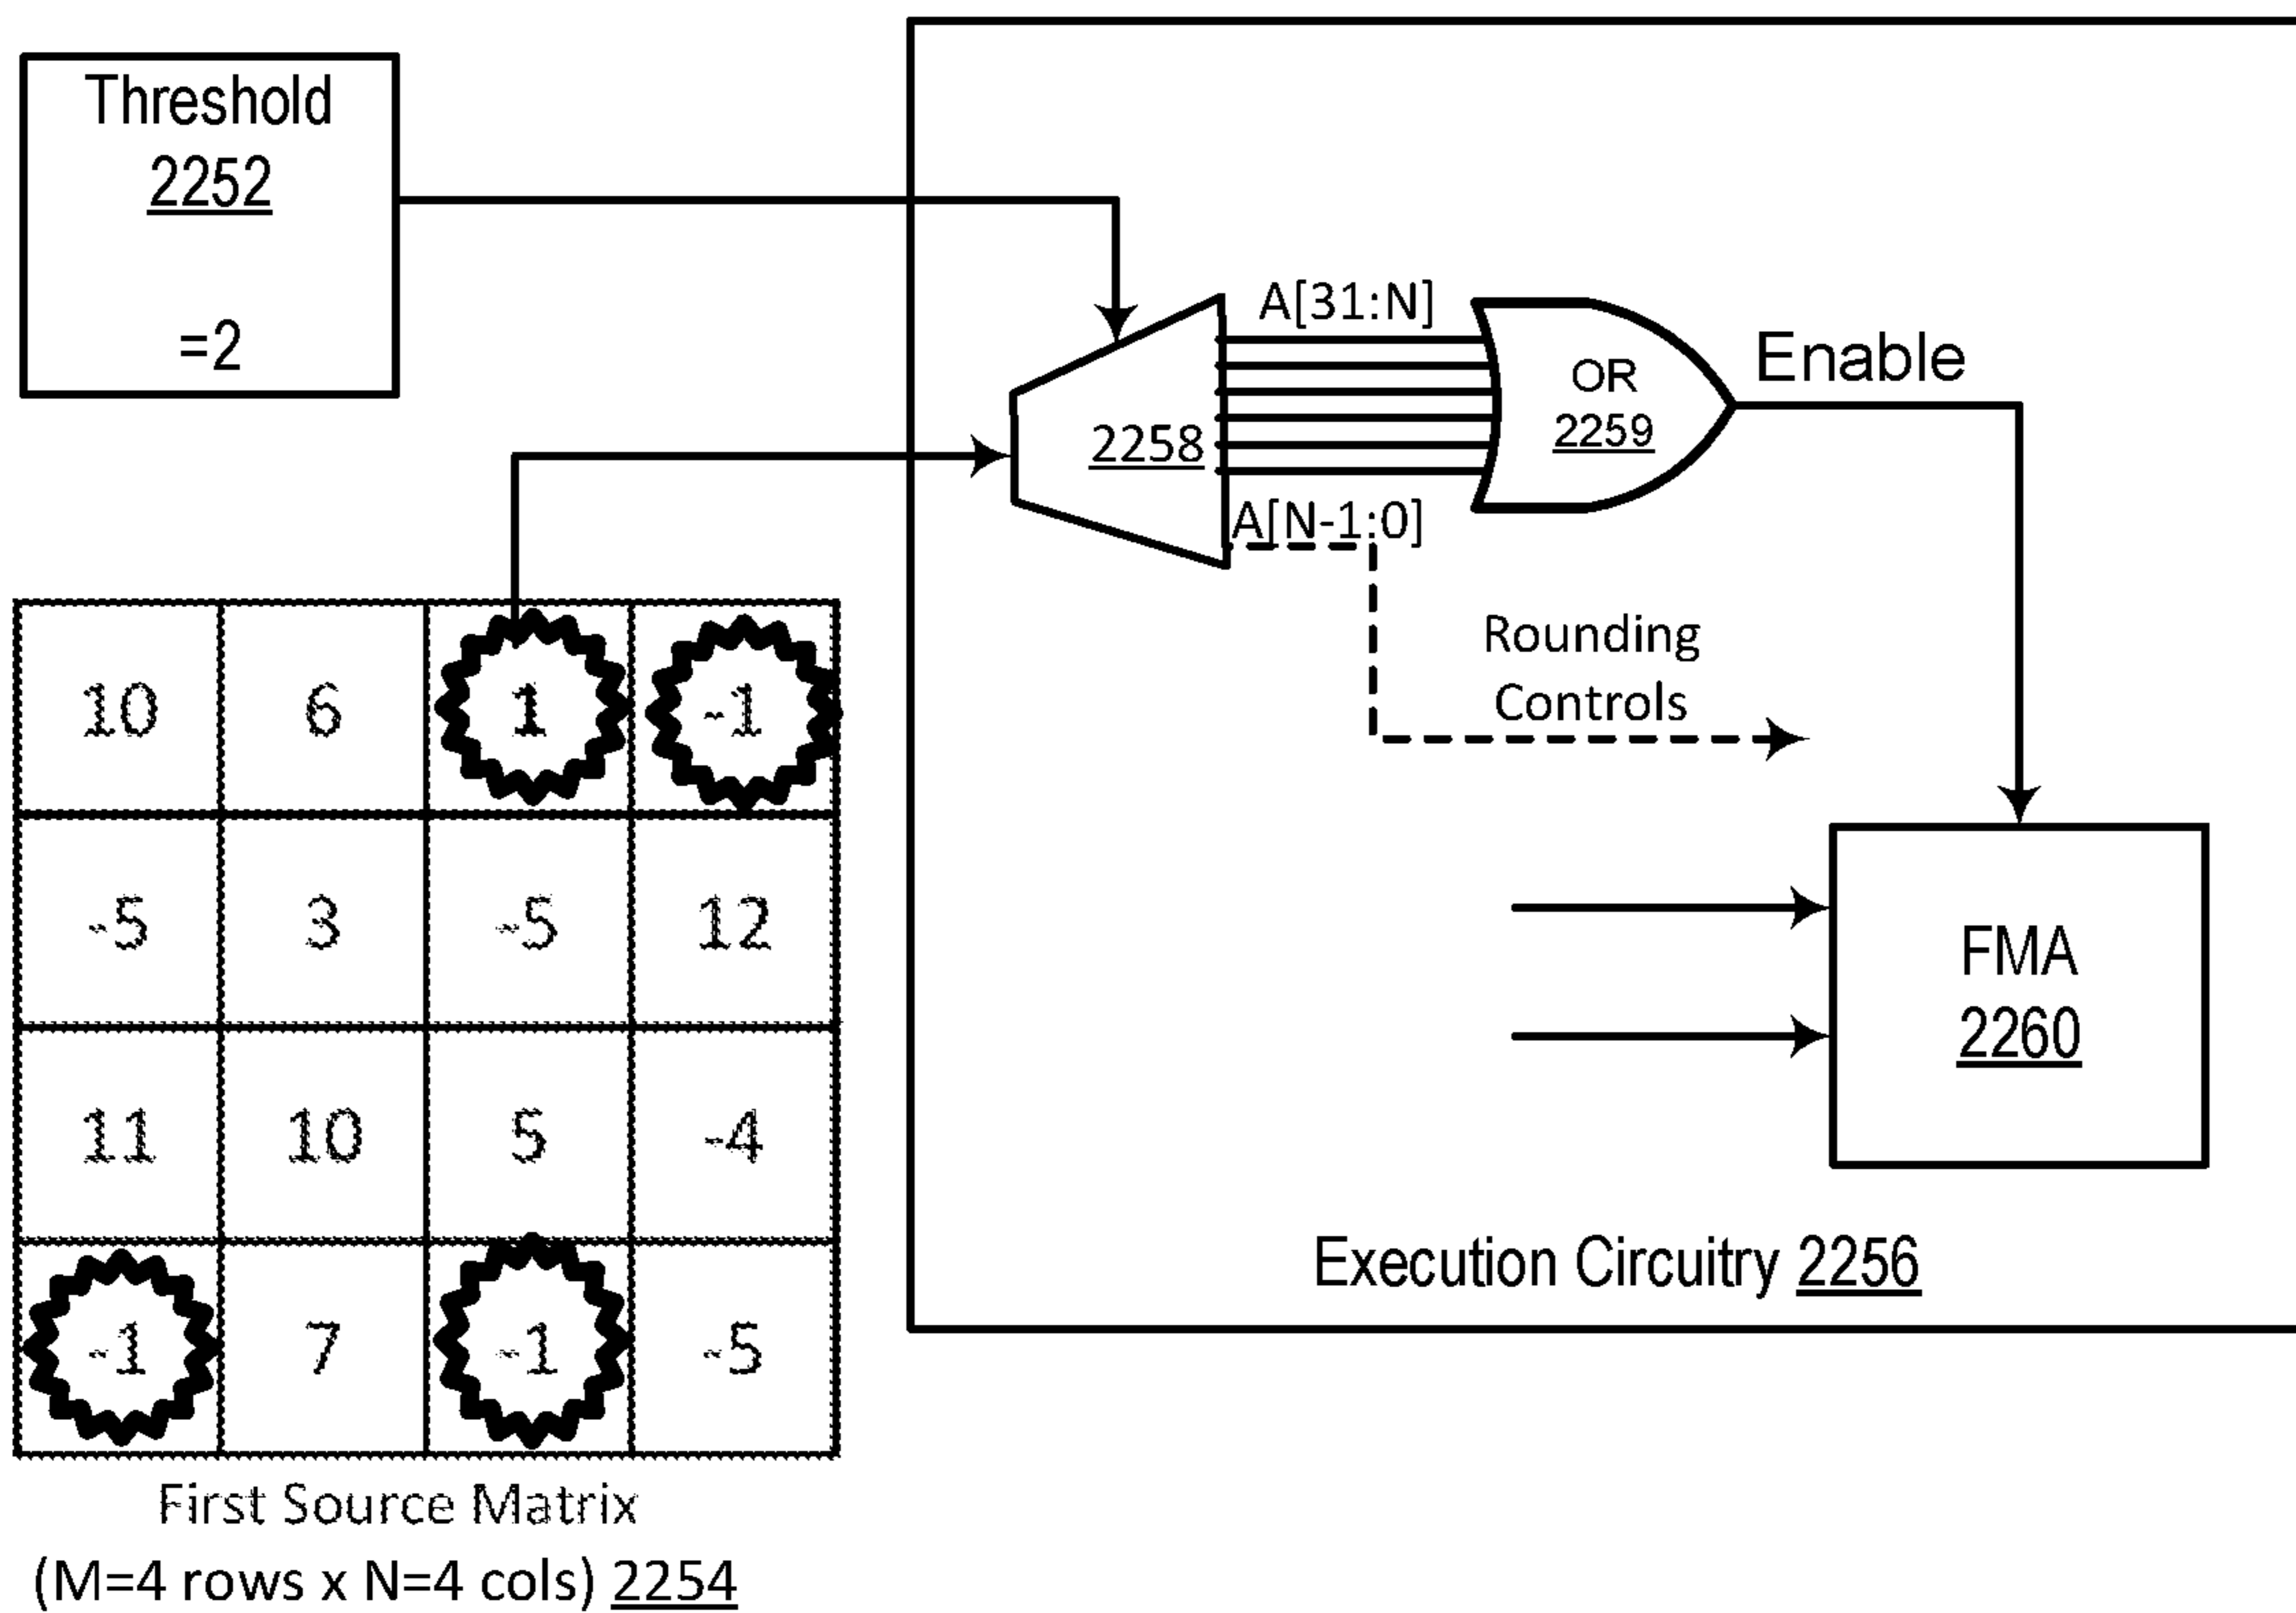 Threshold
2252
=2
A[31:N]
OR
2259
Enable
2258
A[N-1:0]
Rounding
Controls
10 6 1 -1
-5 3 -5 12
11 10 5 -4
-1 7 -1 -5
FMA
2260
Execution Circuitry 2256
First Source Matrix
(M=4 rows x N=4 cols) 2254